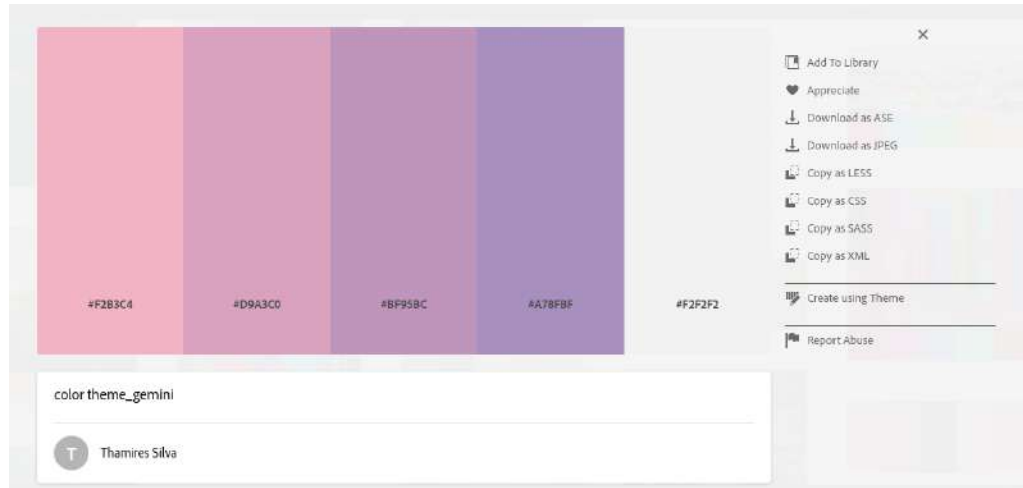 Add To Library
Appreciate
Download as ASE
Download as JPEG
Copy as LESS
Copy as CSS
Copy as SASS
Copy as XML
#F2B3C4 #D9A3C0 #BF95BC #A78FBF #F2F2F2
Create using Theme
Report Abuse
color theme_gemini
T Thamires Silva